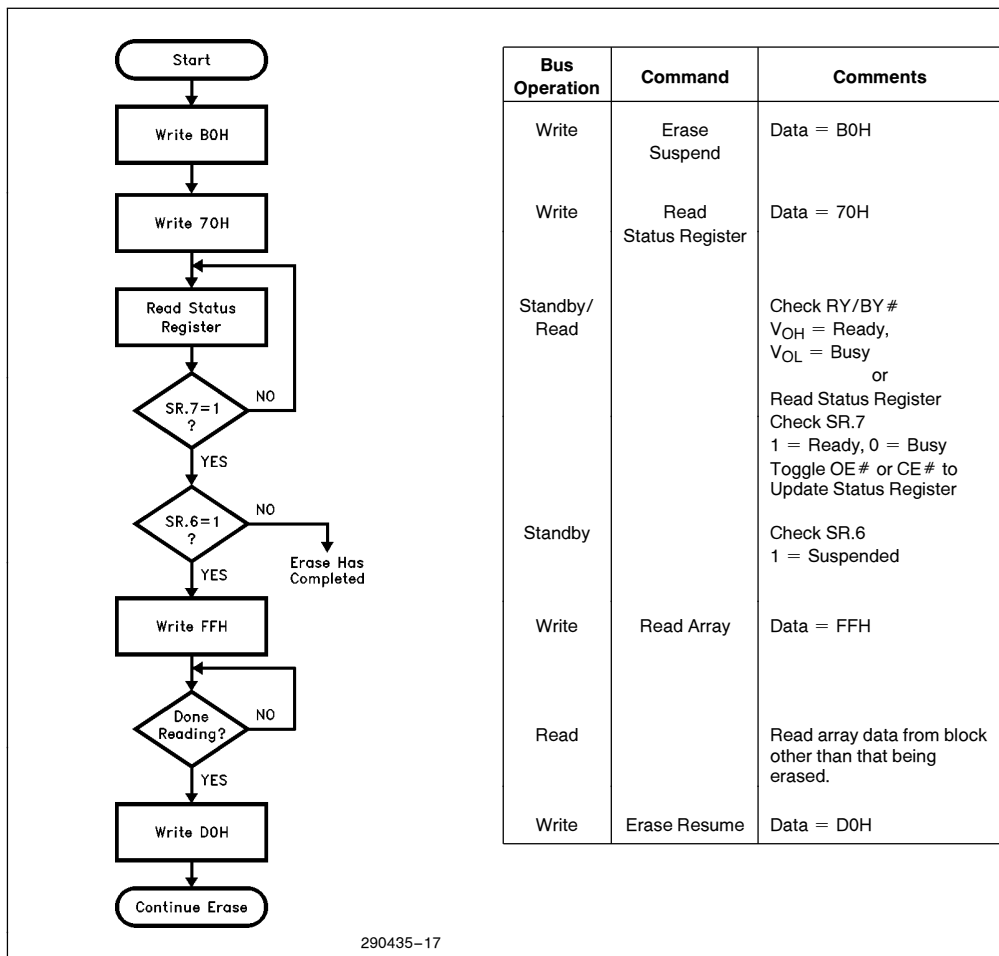 Start
Write B0H
Write 70H
Read Status
Register
SR.7=1
?
NO
YES
SR.6=1
?
NO
Erase Has
Completed
YES
Write FFH
Done
Reading?
NO
YES
Write D0H
Continue Erase
Bus
Operation
Command
Comments
Write
Erase
Suspend
Data = B0H
Write
Read
Status Register
Data = 70H
Standby/
Read
Check RY/BY#
VOH = Ready,
VOL = Busy
or
Read Status Register
Check SR.7
1 = Ready, 0 = Busy
Toggle OE# or CE# to
Update Status Register
Standby
Check SR.6
1 = Suspended
Write
Read Array
Data = FFH
Read
Read array data from block
other than that being
erased.
Write
Erase Resume
Data = D0H
290435–17